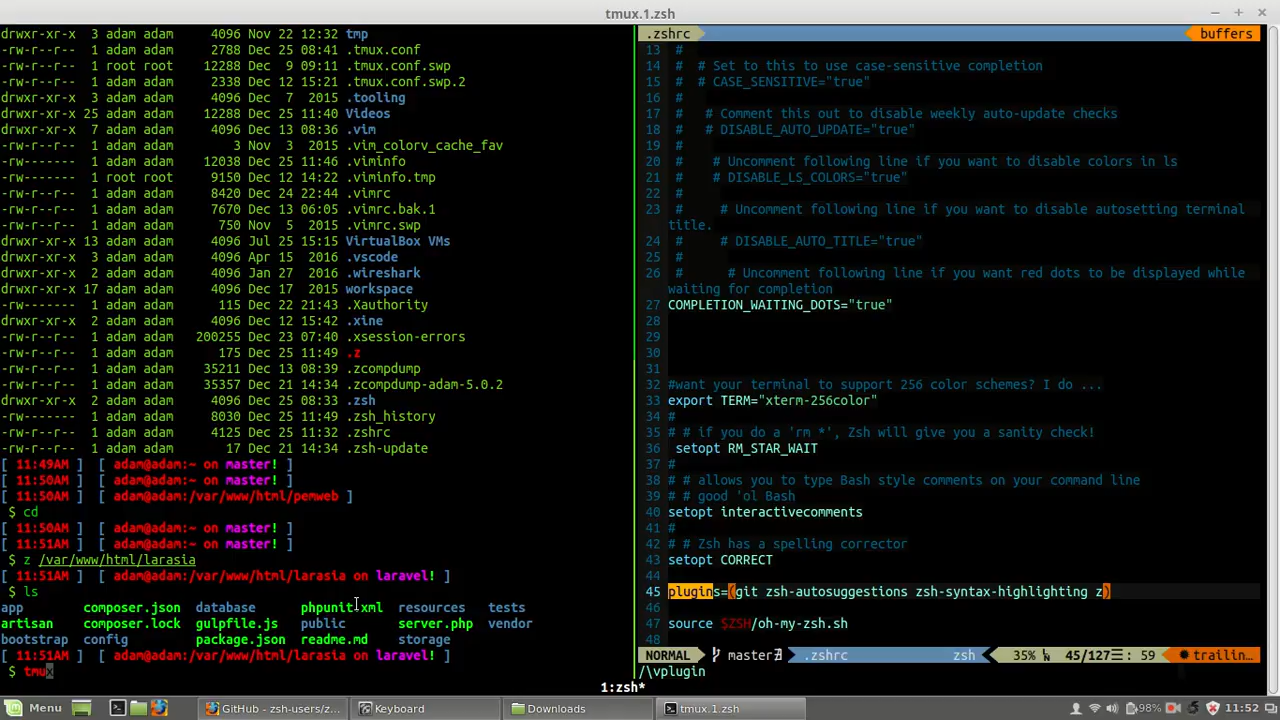 tmux.1.zsh
drwxr-xr-x 3 adam adam 4096 Nov 22 12:32 tmp
-rw-r--r-- 1 adam adam 2788 Dec 25 08:41 .tmux.conf
-rw-r--r-- 1 root root 12288 Dec 9 09:11 .tmux.conf.swp
-rw-r--r-- 1 adam adam 2338 Dec 12 15:21 .tmux.conf.swp.2
drwxr-xr-x 3 adam adam 4096 Dec 7 2015 .tooling
drwxr-xr-x 25 adam adam 12288 Dec 25 11:40 Videos
drwxr-xr-x 7 adam adam 4096 Dec 13 08:36 .vim
-rw-r--r-- 1 adam adam 3 Nov 3 2015 .vim_colorv_cache_fav
-rw------- 1 adam adam 12038 Dec 25 11:46 .viminfo
-rw------- 1 root root 9150 Dec 12 14:22 .viminfo.tmp
-rw-r--r-- 1 adam adam 8420 Dec 24 22:44 .vimrc
-rw-r--r-- 1 adam adam 7670 Dec 13 06:05 .vimrc.bak.1
-rw-r--r-- 1 adam adam 750 Nov 5 2015 .vimrc.swp
drwxr-xr-x 13 adam adam 4096 Jul 25 15:15 VirtualBox VMs
drwxr-xr-x 3 adam adam 4096 Apr 15 2016 .vscode
drwxr-xr-x 2 adam adam 4096 Jan 27 2016 .wireshark
drwxr-xr-x 17 adam adam 4096 Dec 17 2015 workspace
-rw------- 1 adam adam 115 Dec 22 21:43 .Xauthority
drwxr-xr-x 2 adam adam 4096 Dec 12 15:42 .xine
-rw------- 1 adam adam 200255 Dec 23 07:40 .xsession-errors
-rw------- 1 adam adam 175 Dec 25 11:49 .z
-rw-r--r-- 1 adam adam 35211 Dec 13 08:39 .zcompdump
-rw-r--r-- 1 adam adam 35357 Dec 21 14:34 .zcompdump-adam-5.0.2
drwxr-xr-x 2 adam adam 4096 Dec 25 08:33 .zsh
-rw------- 1 adam adam 8030 Dec 25 11:49 .zsh_history
-rw-r--r-- 1 adam adam 4125 Dec 25 11:32 .zshrc
-rw-r--r-- 1 adam adam 17 Dec 21 14:34 .zsh-update
[ 11:49AM ] [ adam@adam:~ on master! ]
[ 11:50AM ] [ adam@adam:~ on master! ]
[ 11:50AM ] [ adam@adam:/var/www/html/pemweb ]
$ cd
[ 11:50AM ] [ adam@adam:~ on master! ]
[ 11:51AM ] [ adam@adam:~ on master! ]
$ z /var/www/html/larasia
[ 11:51AM ] [ adam@adam:/var/www/html/larasia on laravel! ]
$ ls
app composer.json database phpunit.xml resources tests
artisan composer.lock gulpfile.js public server.php vendor
bootstrap config package.json readme.md storage
[ 11:51AM ] [ adam@adam:/var/www/html/larasia on laravel! ]
$ tmux
.zshrc buffers
13 #
14 # # Set to this to use case-sensitive completion
15 # # CASE_SENSITIVE="true"
16 #
17 # # Comment this out to disable weekly auto-update checks
18 # # DISABLE_AUTO_UPDATE="true"
19 #
20 # # Uncomment following line if you want to disable colors in ls
21 # # DISABLE_LS_COLORS="true"
22 #
23 # # Uncomment following line if you want to disable autosetting terminal
title.
24 # # DISABLE_AUTO_TITLE="true"
25 #
26 # # Uncomment following line if you want red dots to be displayed while
waiting for completion
27 COMPLETION_WAITING_DOTS="true"
28
29
30
31
32 #want your terminal to support 256 color schemes? I do ...
33 export TERM="xterm-256color"
34 #
35 # # if you do a 'rm *', Zsh will give you a sanity check!
36 setopt RM_STAR_WAIT
37 #
38 # # allows you to type Bash style comments on your command line
39 # # good 'ol Bash
40 setopt interactivecomments
41 #
42 # # Zsh has a spelling corrector
43 setopt CORRECT
44
45 plugins=(git zsh-autosuggestions zsh-syntax-highlighting z)
46
47 source $ZSH/oh-my-zsh.sh
48
NORMAL master .zshrc zsh 35% 45/127 : 59 trailin…
/\vplugin
1:zsh*
Menu GitHub - zsh-users/z... Keyboard Downloads tmux.1.zsh 98% 11:52